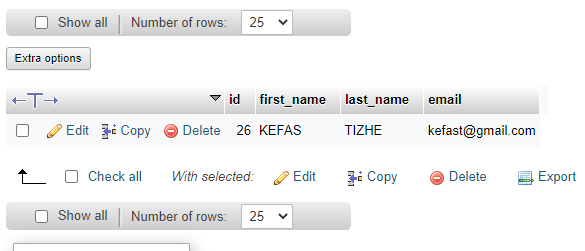 Show all Number of rows: 25
Extra options
id first_name last_name email
Edit Copy Delete 26 KEFAS TIZHE kefast@gmail.com
Check all With selected: Edit Copy Delete Export
Show all Number of rows: 25